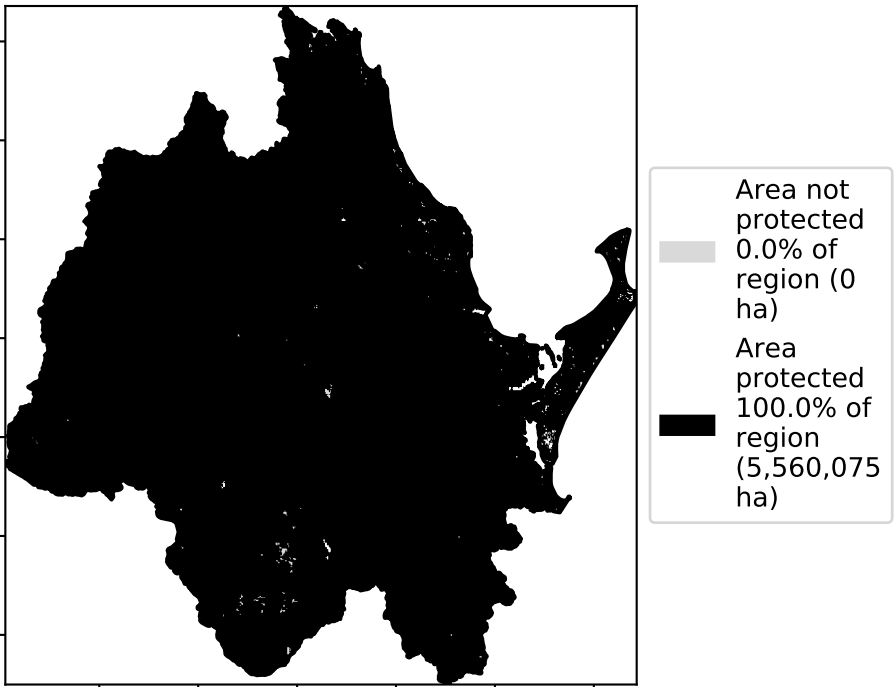 Area not
protected
0.0% of
region (0
ha)
Area
protected
100.0% of
region
(5,560,075
ha)